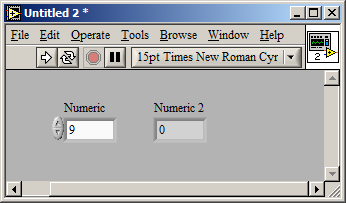 Untitled 2 *
File Edit Operate Tools Browse Window Help
15pt Times New Roman Cyr
2
Numeric Numeric 2
9 0